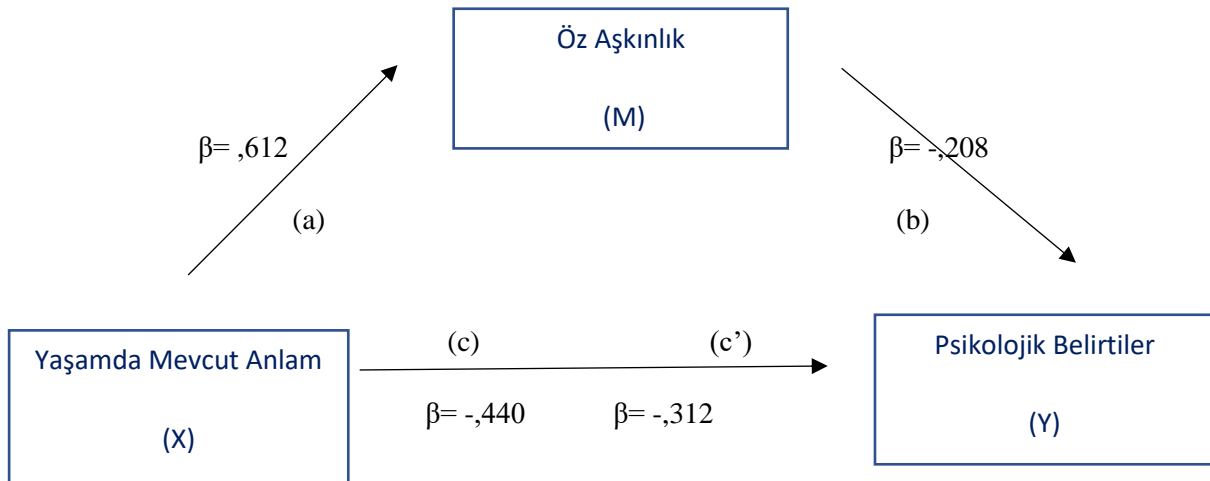 Öz Aşkınlık
(M)
β= ,612
β= -,208
(a)
(b)
Yaşamda Mevcut Anlam
(X)
(c)
(c’)
β= -,440
β= -,312
Psikolojik Belirtiler
(Y)